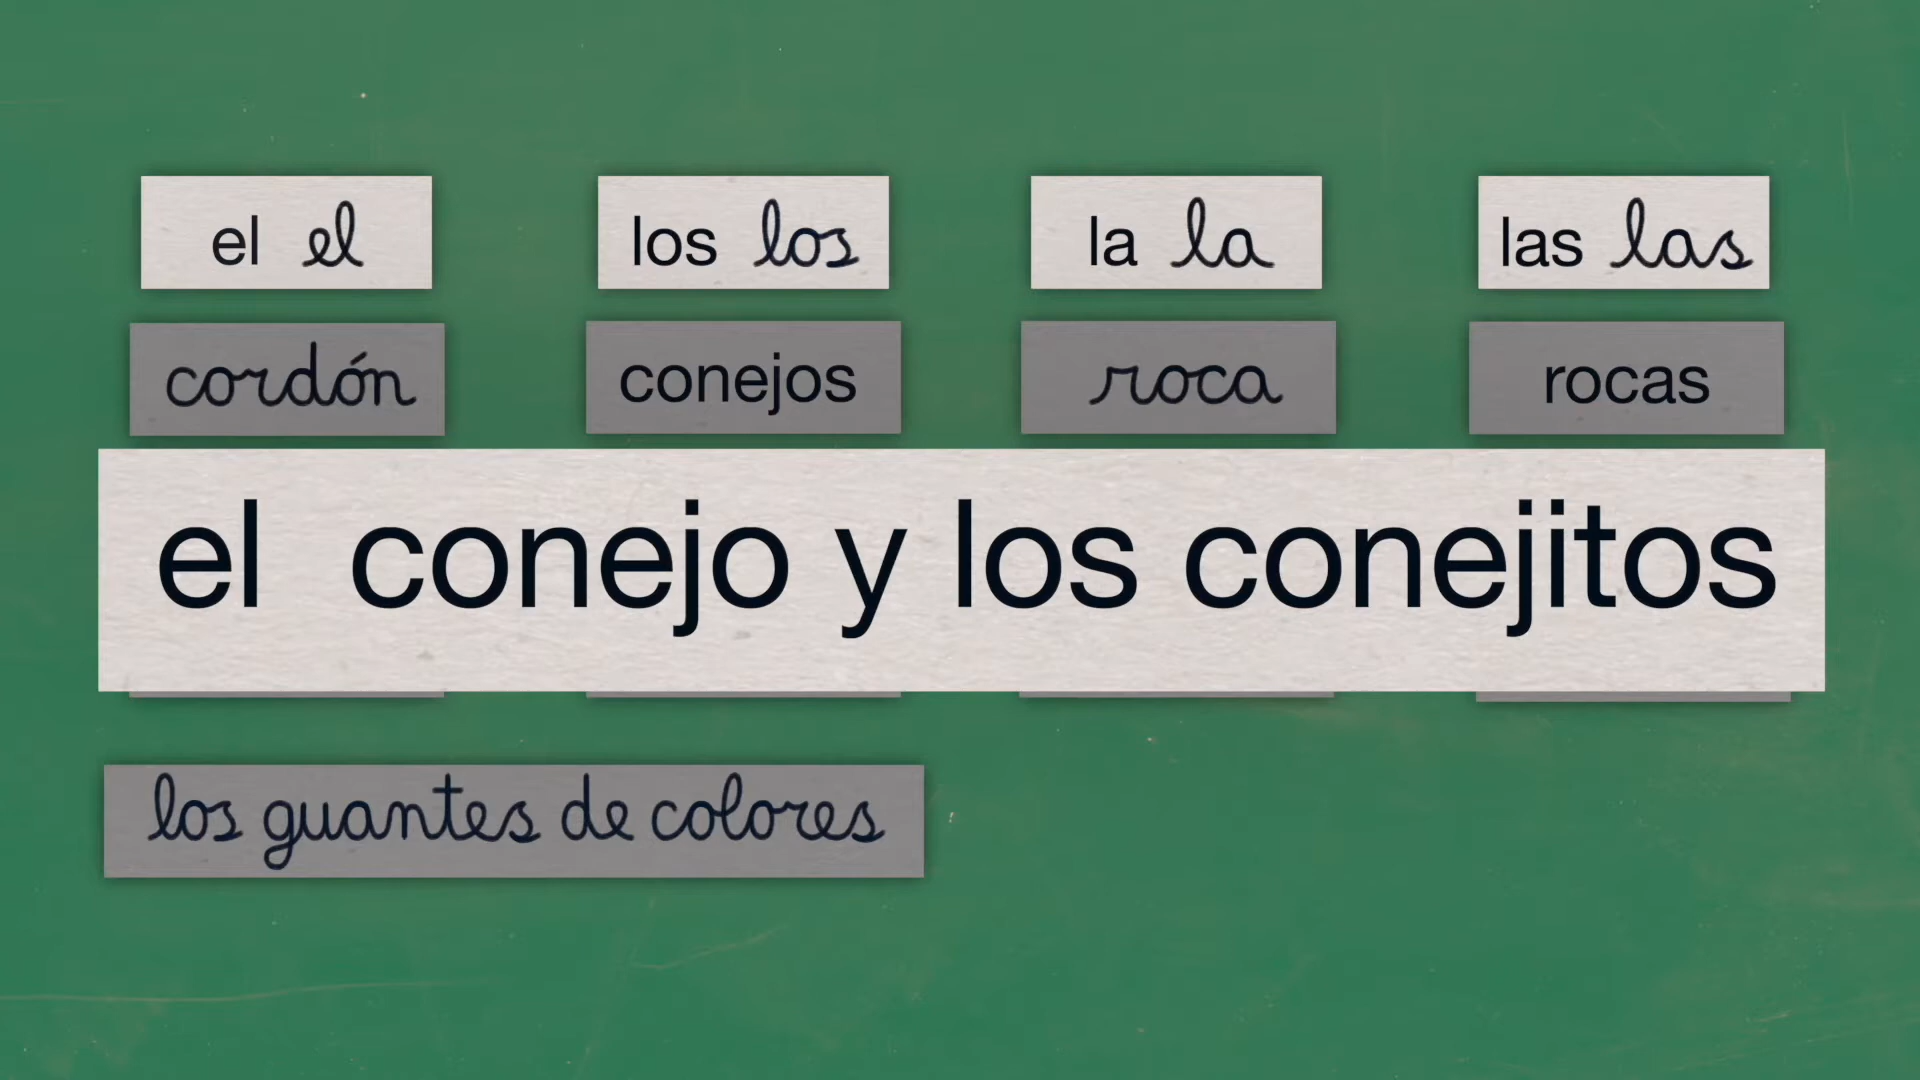 el el
los los
la la
las las
cordón
conejos
roca
rocas
el conejo y los conejitos
los guantes de colores